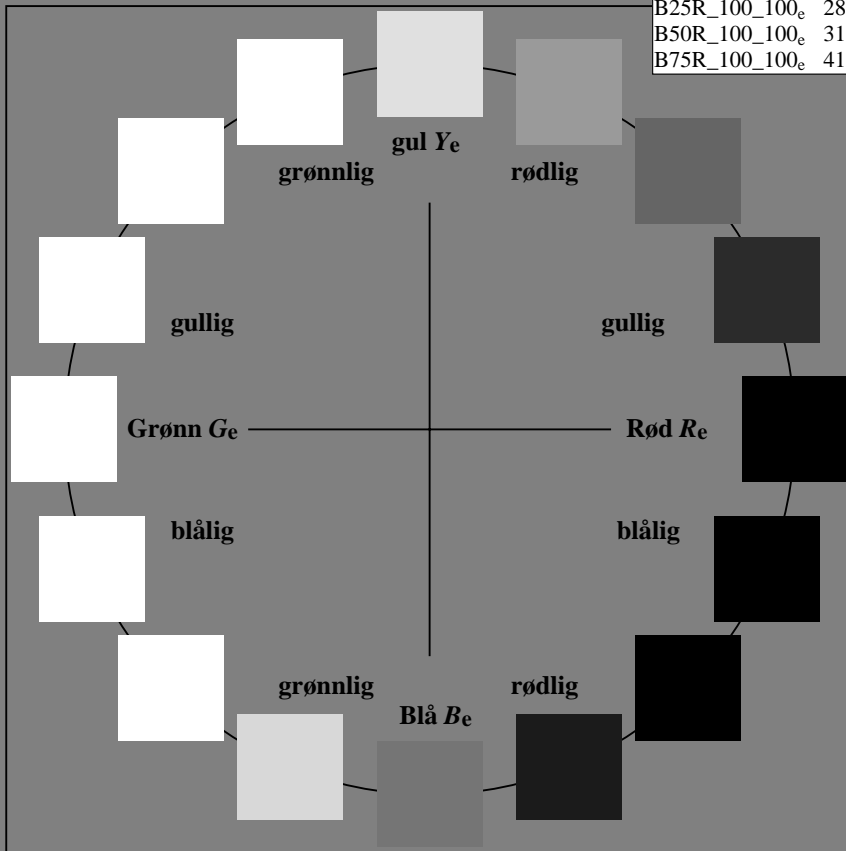 B25R_100_100e 28
B50R_100_100e 31
B75R_100_100e 41
gul Ye
grønnlig rødlig
gullig gullig
Grønn Ge Rød Re
blålig blålig
grønnlig rødlig
Blå Be